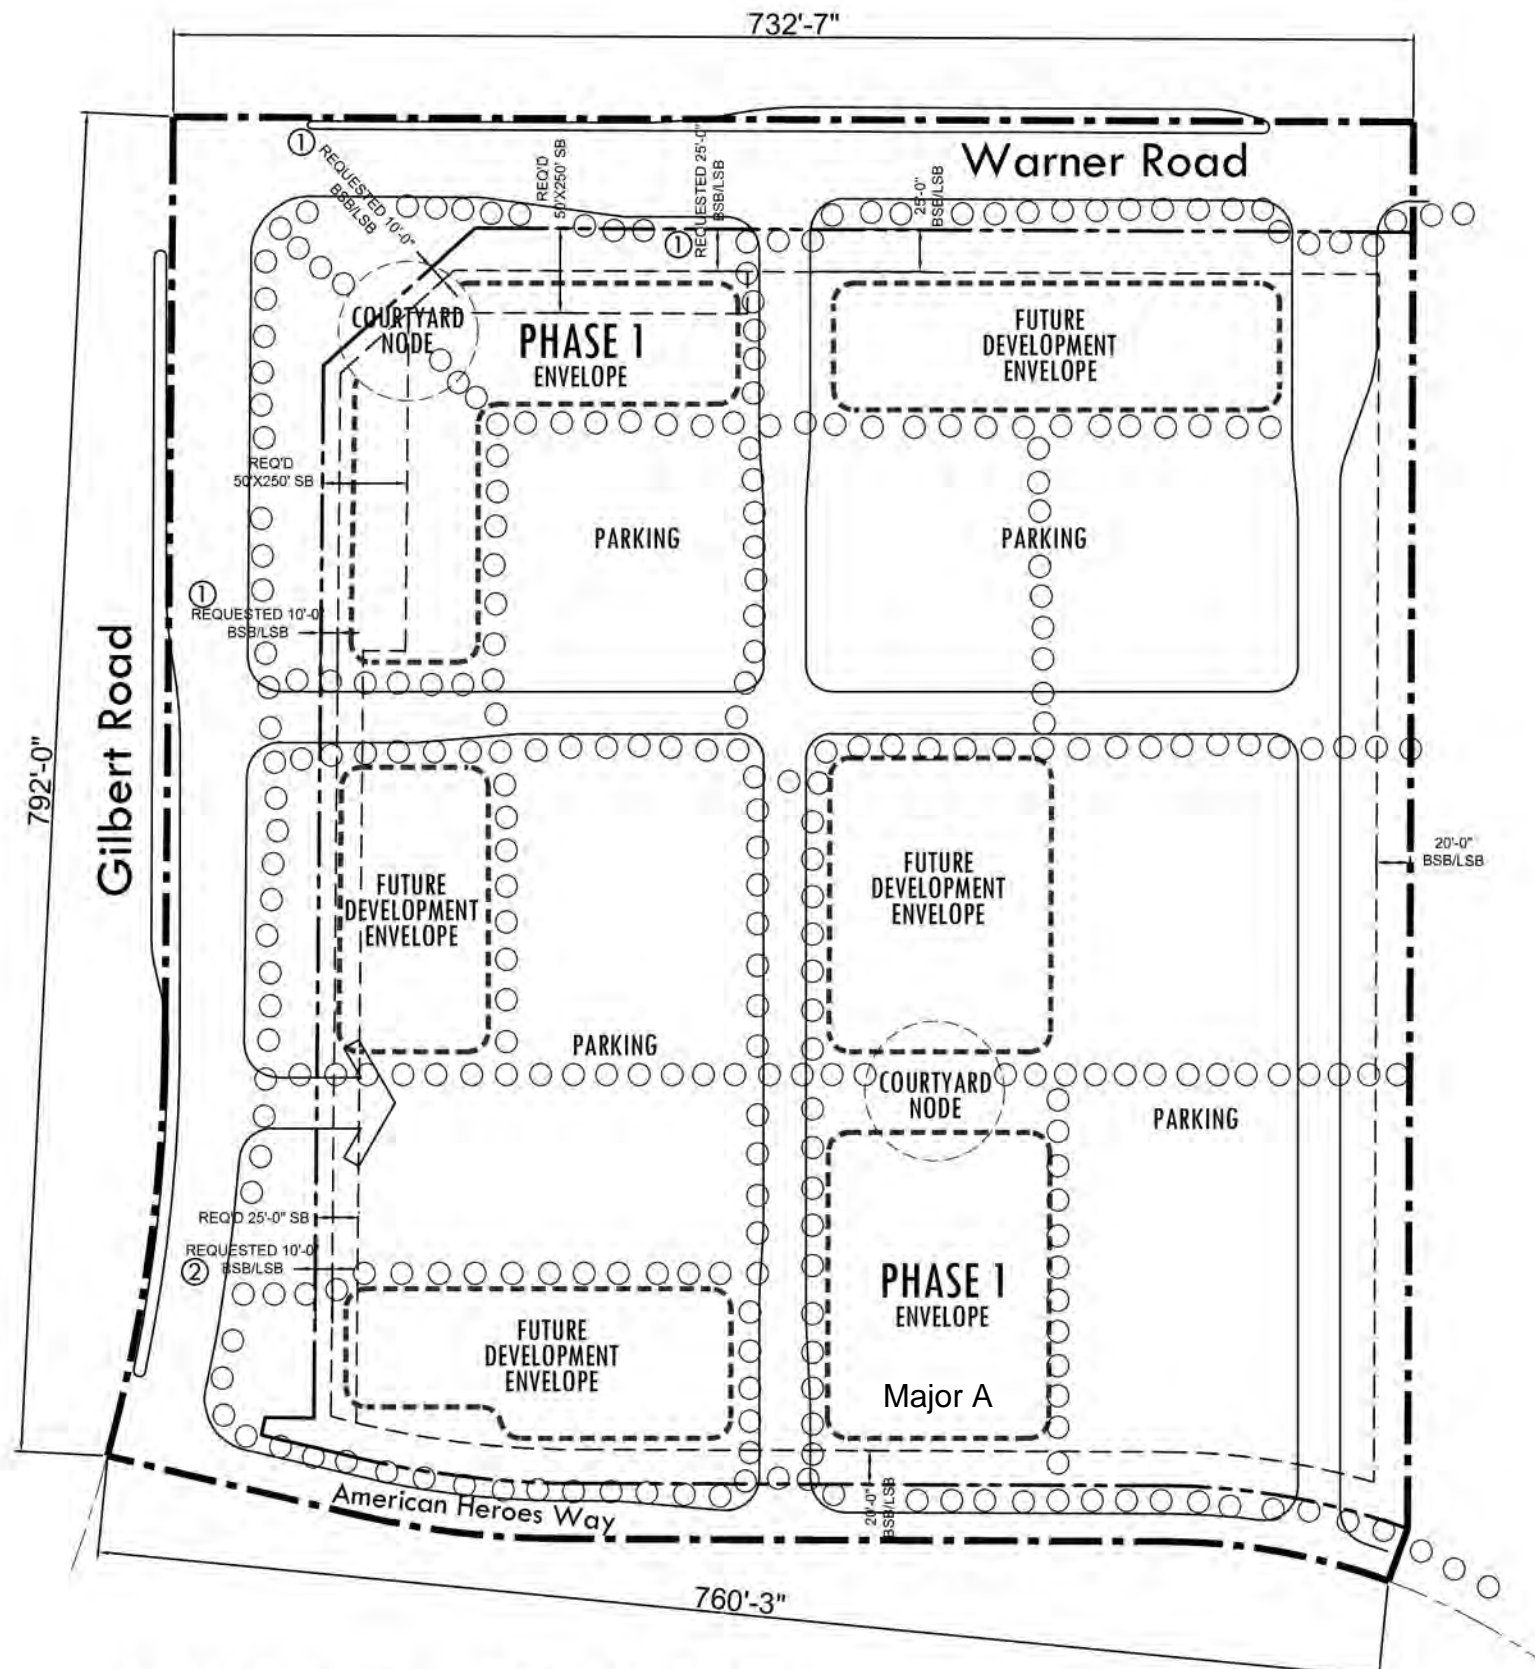 732'-7"
Warner Road
1
REQUESTED 10'-0"
BSB/LSB
REQ'D
50'X250' SB
1
REQUESTED 25'-0"
BSB/LSB
25'-0"
BSB/LSB
COURTYARD
NODE
PHASE 1
ENVELOPE
FUTURE
DEVELOPMENT
ENVELOPE
REQ'D
50'X250' SB
PARKING
PARKING
1
REQUESTED 10'-0
BSB/LSB
Gilbert Road
792'-0"
FUTURE
DEVELOPMENT
ENVELOPE
FUTURE
DEVELOPMENT
ENVELOPE
20'-0"
BSB/LSB
PARKING
COURTYARD
NODE
PARKING
REQ'D 25'-0" SB
REQUESTED 10'-0
2
BSB/LSB
PHASE 1
ENVELOPE
FUTURE
DEVELOPMENT
ENVELOPE
Major A
American Heroes Way
20'-0"
BSB/LSB
760'-3"